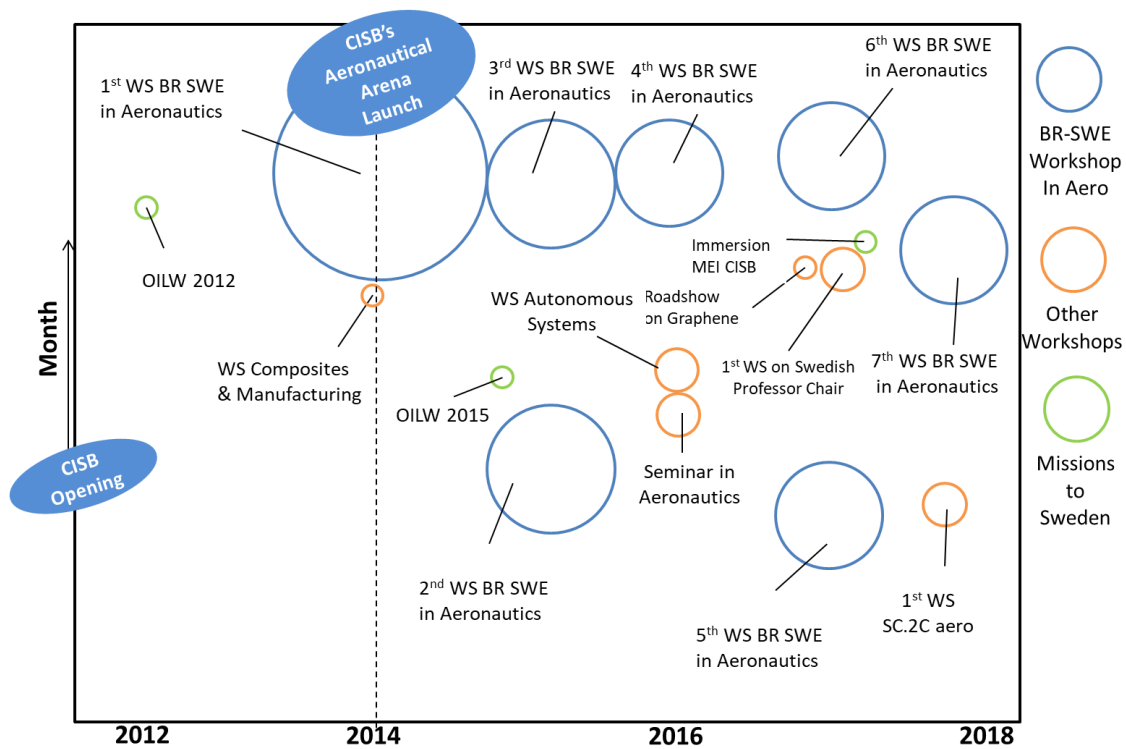 CISB's
Aeronautical
Arena
Launch
1st WS BR SWE
in Aeronautics
3rd WS BR SWE
in Aeronautics
4th WS BR SWE
in Aeronautics
6th WS BR SWE
in Aeronautics
BR-SWE
Workshop
In Aero
OILW 2012
Immersion
MEI CISB
Roadshow
on Graphene
WS Autonomous
Systems
Other
Workshops
Month
WS Composites
& Manufacturing
1st WS on Swedish
Professor Chair
7th WS BR SWE
in Aeronautics
OILW 2015
CISB
Opening
Seminar in
Aeronautics
Missions
to
Sweden
2nd WS BR SWE
in Aeronautics
5th WS BR SWE
in Aeronautics
1st WS
SC.2C aero
2012
2014
2016
2018